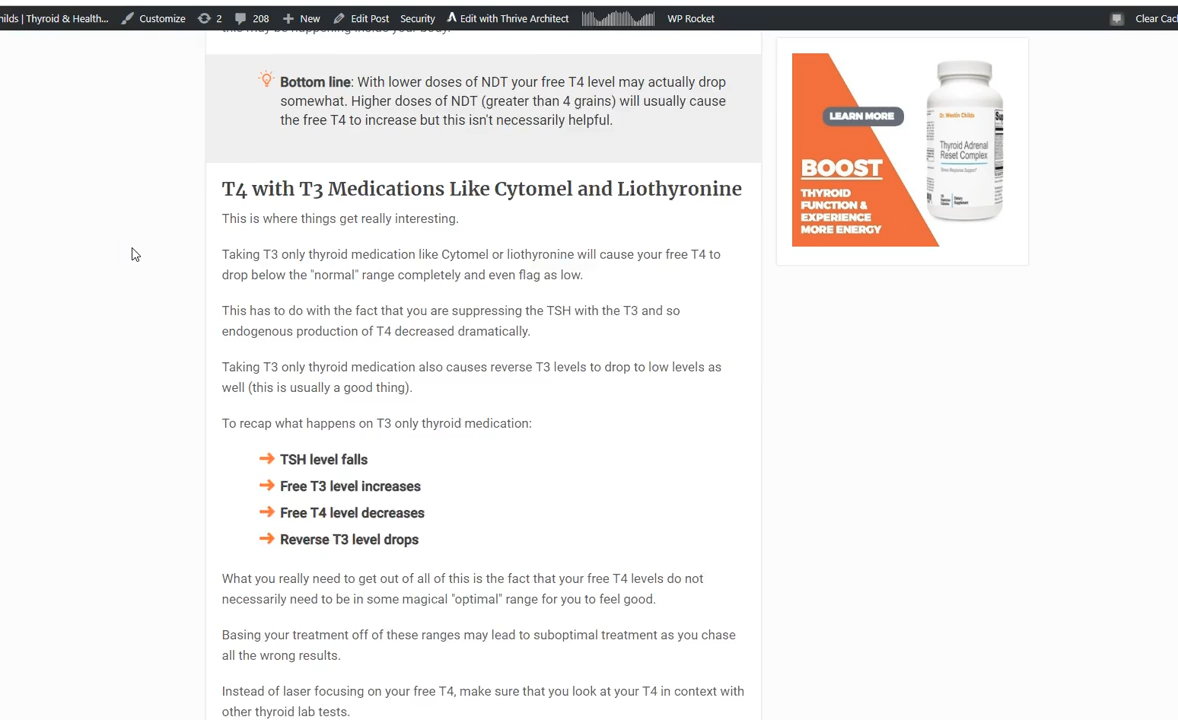 nilds | Thyroid & Health... Customize 2 208 New Edit Post Security Edit with Thrive Architect WP Rocket Clear Cac
this may be happening inside your body.
Bottom line: With lower doses of NDT your free T4 level may actually drop
somewhat. Higher doses of NDT (greater than 4 grains) will usually cause
the free T4 to increase but this isn't necessarily helpful.
T4 with T3 Medications Like Cytomel and Liothyronine
This is where things get really interesting.
Taking T3 only thyroid medication like Cytomel or liothyronine will cause your free T4 to
drop below the "normal" range completely and even flag as low.
This has to do with the fact that you are suppressing the TSH with the T3 and so
endogenous production of T4 decreased dramatically.
Taking T3 only thyroid medication also causes reverse T3 levels to drop to low levels as
well (this is usually a good thing).
To recap what happens on T3 only thyroid medication:
TSH level falls
Free T3 level increases
Free T4 level decreases
Reverse T3 level drops
What you really need to get out of all of this is the fact that your free T4 levels do not
necessarily need to be in some magical "optimal" range for you to feel good.
Basing your treatment off of these ranges may lead to suboptimal treatment as you chase
all the wrong results.
Instead of laser focusing on your free T4, make sure that you look at your T4 in context with
other thyroid lab tests.
LEARN MORE
BOOST
THYROID
FUNCTION &
EXPERIENCE
MORE ENERGY
Dr. Westin Childs
Thyroid Adrenal
Reset Complex